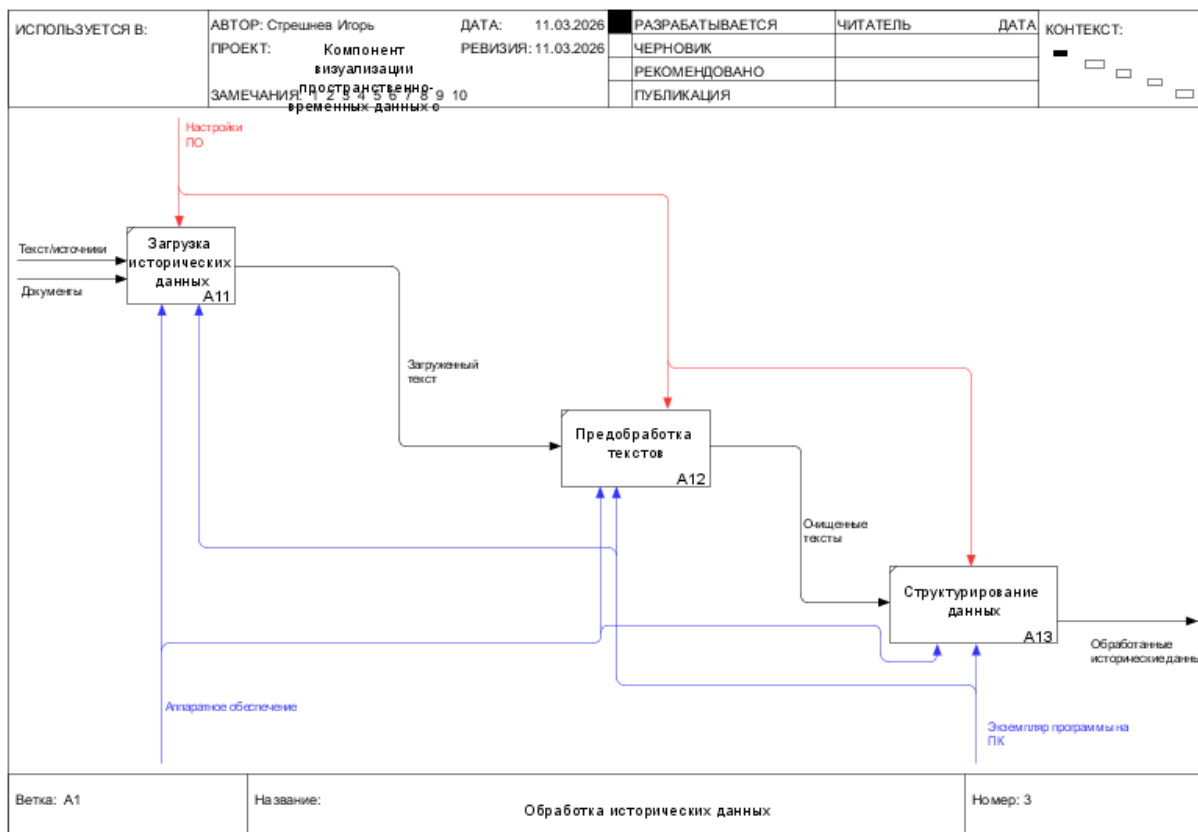 ИСПОЛЬЗУЕТСЯ В:
АВТОР: Стрешнев Игорь
ДАТА: 11.03.2026
РАЗРАБАТЫВАЕТСЯ
ЧИТАТЕЛЬ
ДАТА
КОНТЕКСТ:
ПРОЕКТ:
Компонент
визуализации
пространственно-
временных данных о
РЕВИЗИЯ: 11.03.2026
ЧЕРНОВИК
РЕКОМЕНДОВАНО
ЗАМЕЧАНИЯ: 1 2 3 4 5 6 7 8 9 10
ПУБЛИКАЦИЯ
Настройки
ПО
Текст/источники
Документы
Загрузка
исторических
данных
A11
Загруженный
текст
Предобработка
текстов
A12
Очищенные
тексты
Структурирование
данных
A13
Обработанные
исторические данны
Аппаратное обеспечение
Экземпляр программы на
ПК
Ветка: A1
Название:
Обработка исторических данных
Номер: 3